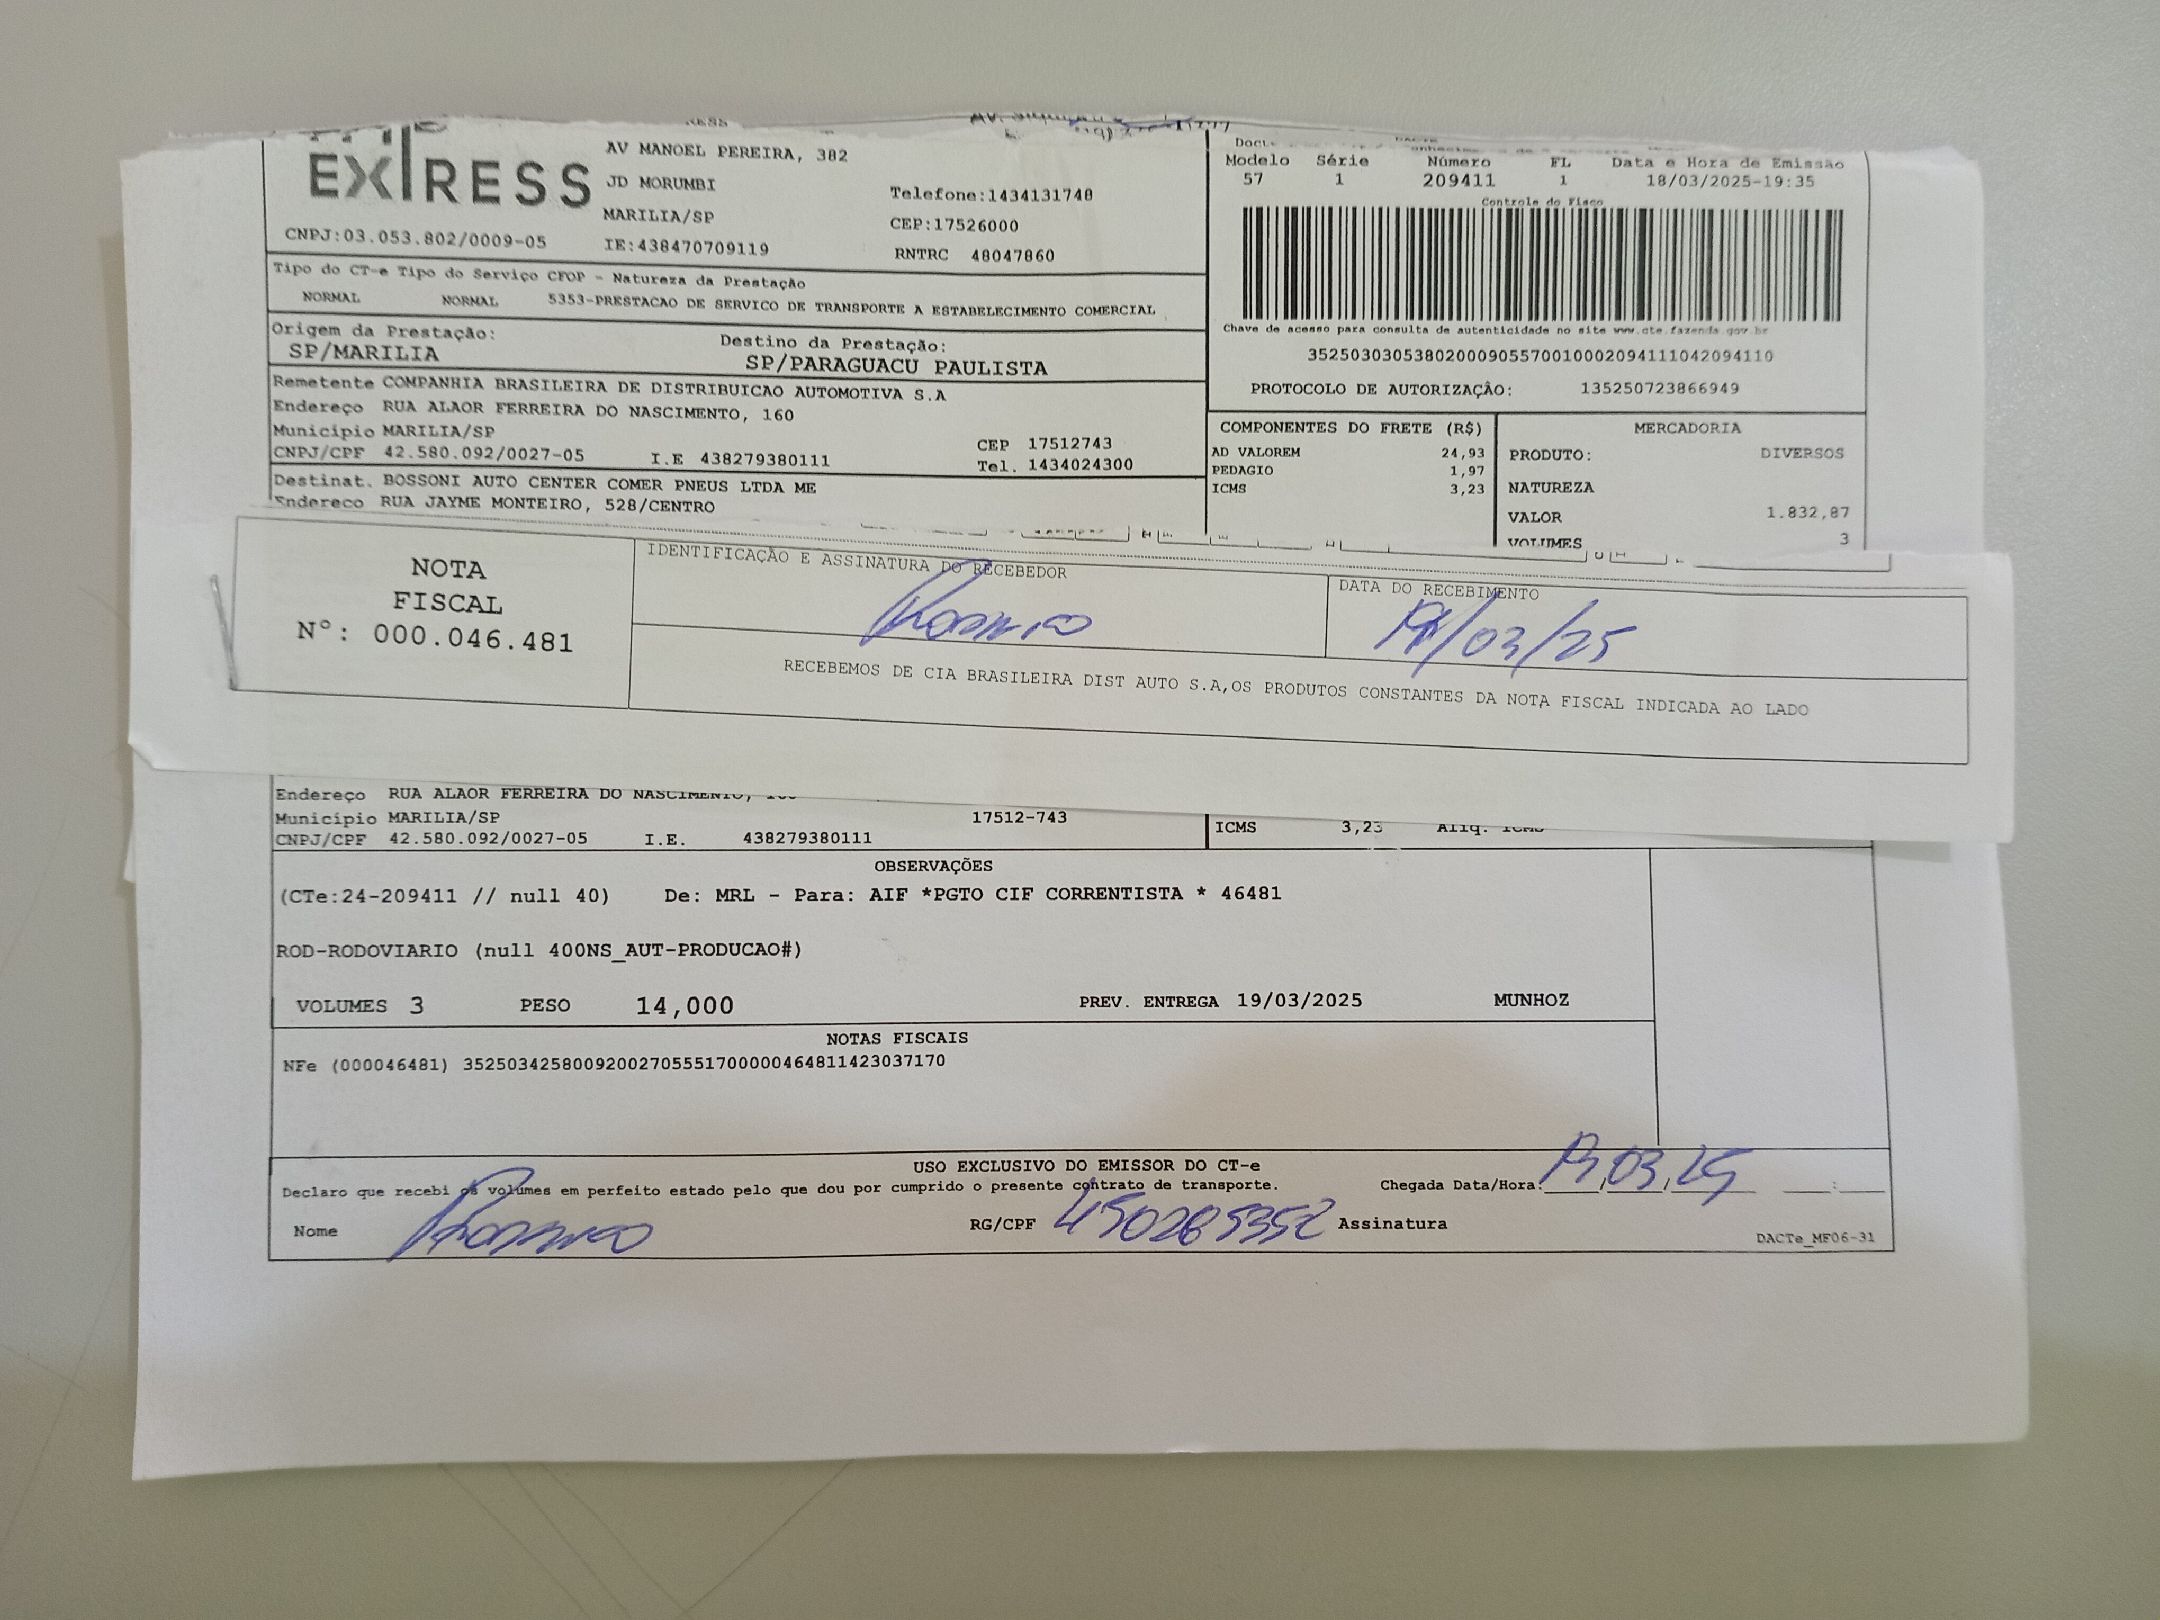 EXPRESS
AV MANOEL PEREIRA, 382
JD MORUMBI
MARILIA/SP
CNPJ:03.053.802/0009-05
IE:438470709119
Telefone:1434131748
CEP:17526000
RNTRC 48047860
Modelo Série Número FL Data e Hora de Emissão
57 1 209411 1 18/03/2025-19:35
Controle do Fisco
Chave de acesso para consulta de autenticidade no site www.cte.fazenda.gov.br
35250303053802000905570010002094111042094110
PROTOCOLO DE AUTORIZAÇÃO: 135250723866949
Tipo do CT-e Tipo do Serviço CFOP - Natureza da Prestação
NORMAL NORMAL 5353-PRESTACAO DE SERVICO DE TRANSPORTE A ESTABELECIMENTO COMERCIAL
Origem da Prestação: Destino da Prestação:
SP/MARILIA SP/PARAGUACU PAULISTA
Remetente COMPANHIA BRASILEIRA DE DISTRIBUICAO AUTOMOTIVA S.A
Endereço RUA ALAOR FERREIRA DO NASCIMENTO, 160
Município MARILIA/SP CEP 17512743
CNPJ/CPF 42.580.092/0027-05 I.E 438279380111 Tel. 1434024300
Destinat. BOSSONI AUTO CENTER COMER PNEUS LTDA ME
Endereço RUA JAYME MONTEIRO, 528/CENTRO
COMPONENTES DO FRETE (R$)
AD VALOREM 24,93
PEDAGIO 1,97
ICMS 3,23
MERCADORIA
PRODUTO: DIVERSOS
NATUREZA
VALOR 1.832,87
VOLUMES 3
NOTA
FISCAL
Nº: 000.046.481
IDENTIFICAÇÃO E ASSINATURA DO RECEBEDOR
DATA DO RECEBIMENTO
19/03/25
RECEBEMOS DE CIA BRASILEIRA DIST AUTO S.A,OS PRODUTOS CONSTANTES DA NOTA FISCAL INDICADA AO LADO
Endereço RUA ALAOR FERREIRA DO NASCIMENTO,
Município MARILIA/SP 17512-743
CNPJ/CPF 42.580.092/0027-05 I.E. 438279380111
ICMS 3,23 Aliq. ICMS
OBSERVAÇÕES
(CTe:24-209411 // null 40) De: MRL - Para: AIF *PGTO CIF CORRENTISTA * 46481
ROD-RODOVIARIO (null 400NS_AUT-PRODUCAO#)
VOLUMES 3 PESO 14,000 PREV. ENTREGA 19/03/2025 MUNHOZ
NOTAS FISCAIS
NFe (000046481) 35250342580092002705551700000464811423037170
USO EXCLUSIVO DO EMISSOR DO CT-e
Declaro que recebi os volumes em perfeito estado pelo que dou por cumprido o presente contrato de transporte. Chegada Data/Hora: 19,03,25
Nome RG/CPF 450285352 Assinatura
DACTe_MF06-31